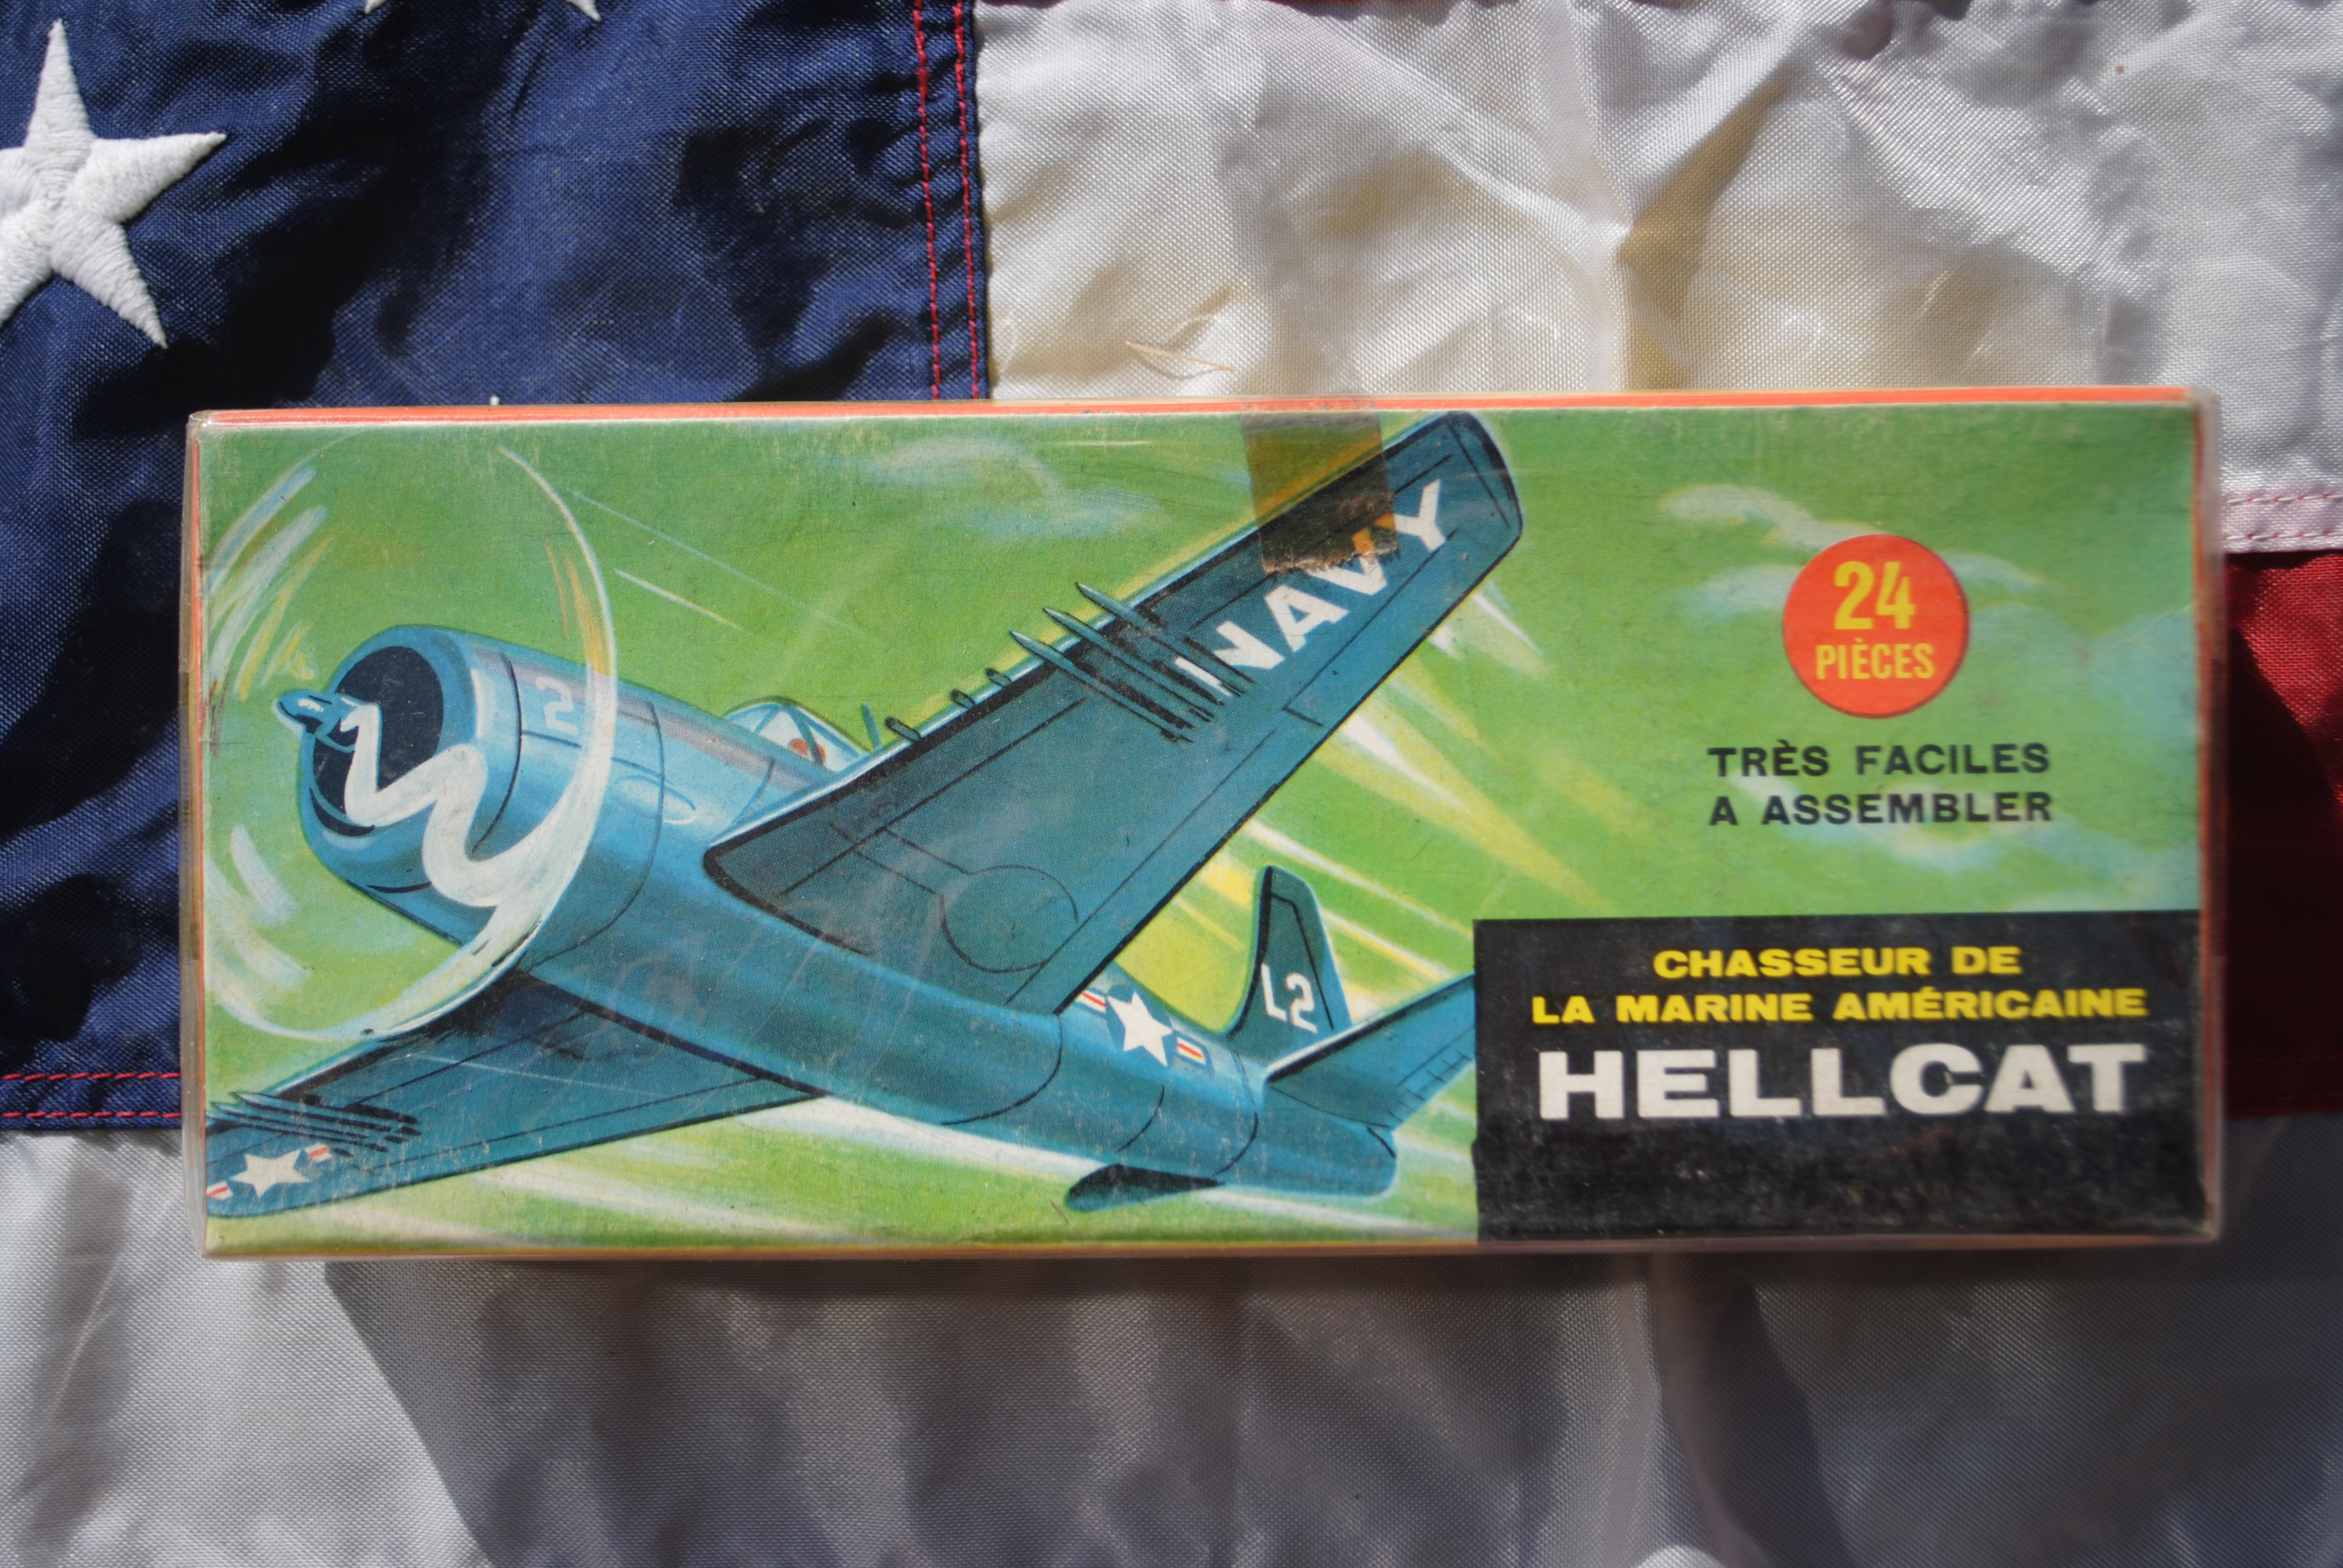 2
NAVY
L2
24
PIÈCES
TRÈS FACILES
A ASSEMBLER
CHASSEUR DE
LA MARINE AMÉRICAINE
HELLCAT